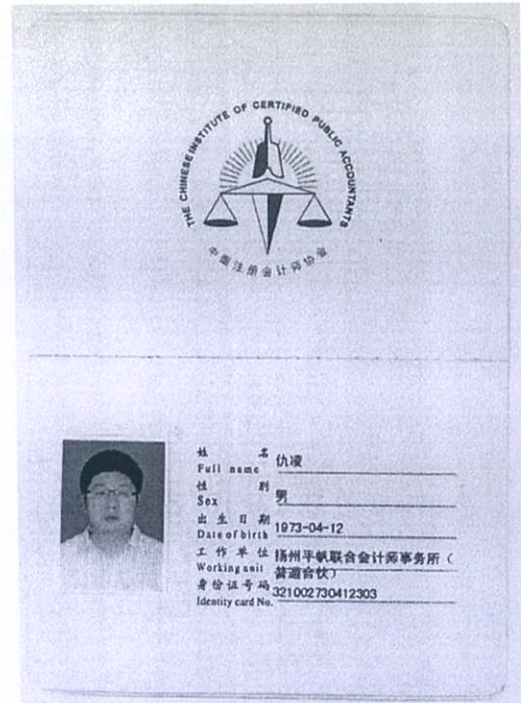 THE CHINESE INSTITUTE OF CERTIFIED PUBLIC ACCOUNTANTS
中国注册会计师协会
姓名 仇凌
Full name
性别 男
Sex
出生日期 1973-04-12
Date of birth
工作单位 扬州平帆联合会计师事务所（
Working unit 普通合伙）
身份证号码 321002730412303
Identity card No.